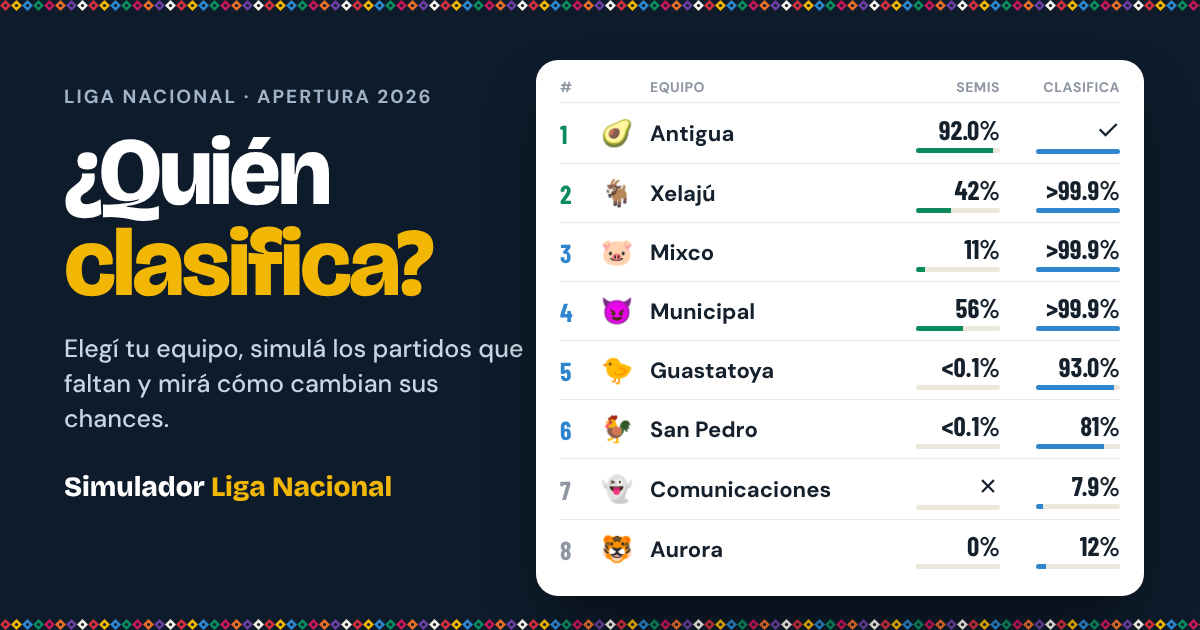 LIGA NACIONAL · APERTURA 2026
¿Quién
clasifica?
Elegí tu equipo, simulá los partidos que
faltan y mirá cómo cambian sus
chances.
Simulador Liga Nacional
# EQUIPO SEMIS CLASIFICA
1 Antigua 92.0% ✓
2 Xelajú 42% >99.9%
3 Mixco 11% >99.9%
4 Municipal 56% >99.9%
5 Guastatoya <0.1% 93.0%
6 San Pedro <0.1% 81%
7 Comunicaciones ✕ 7.9%
8 Aurora 0% 12%